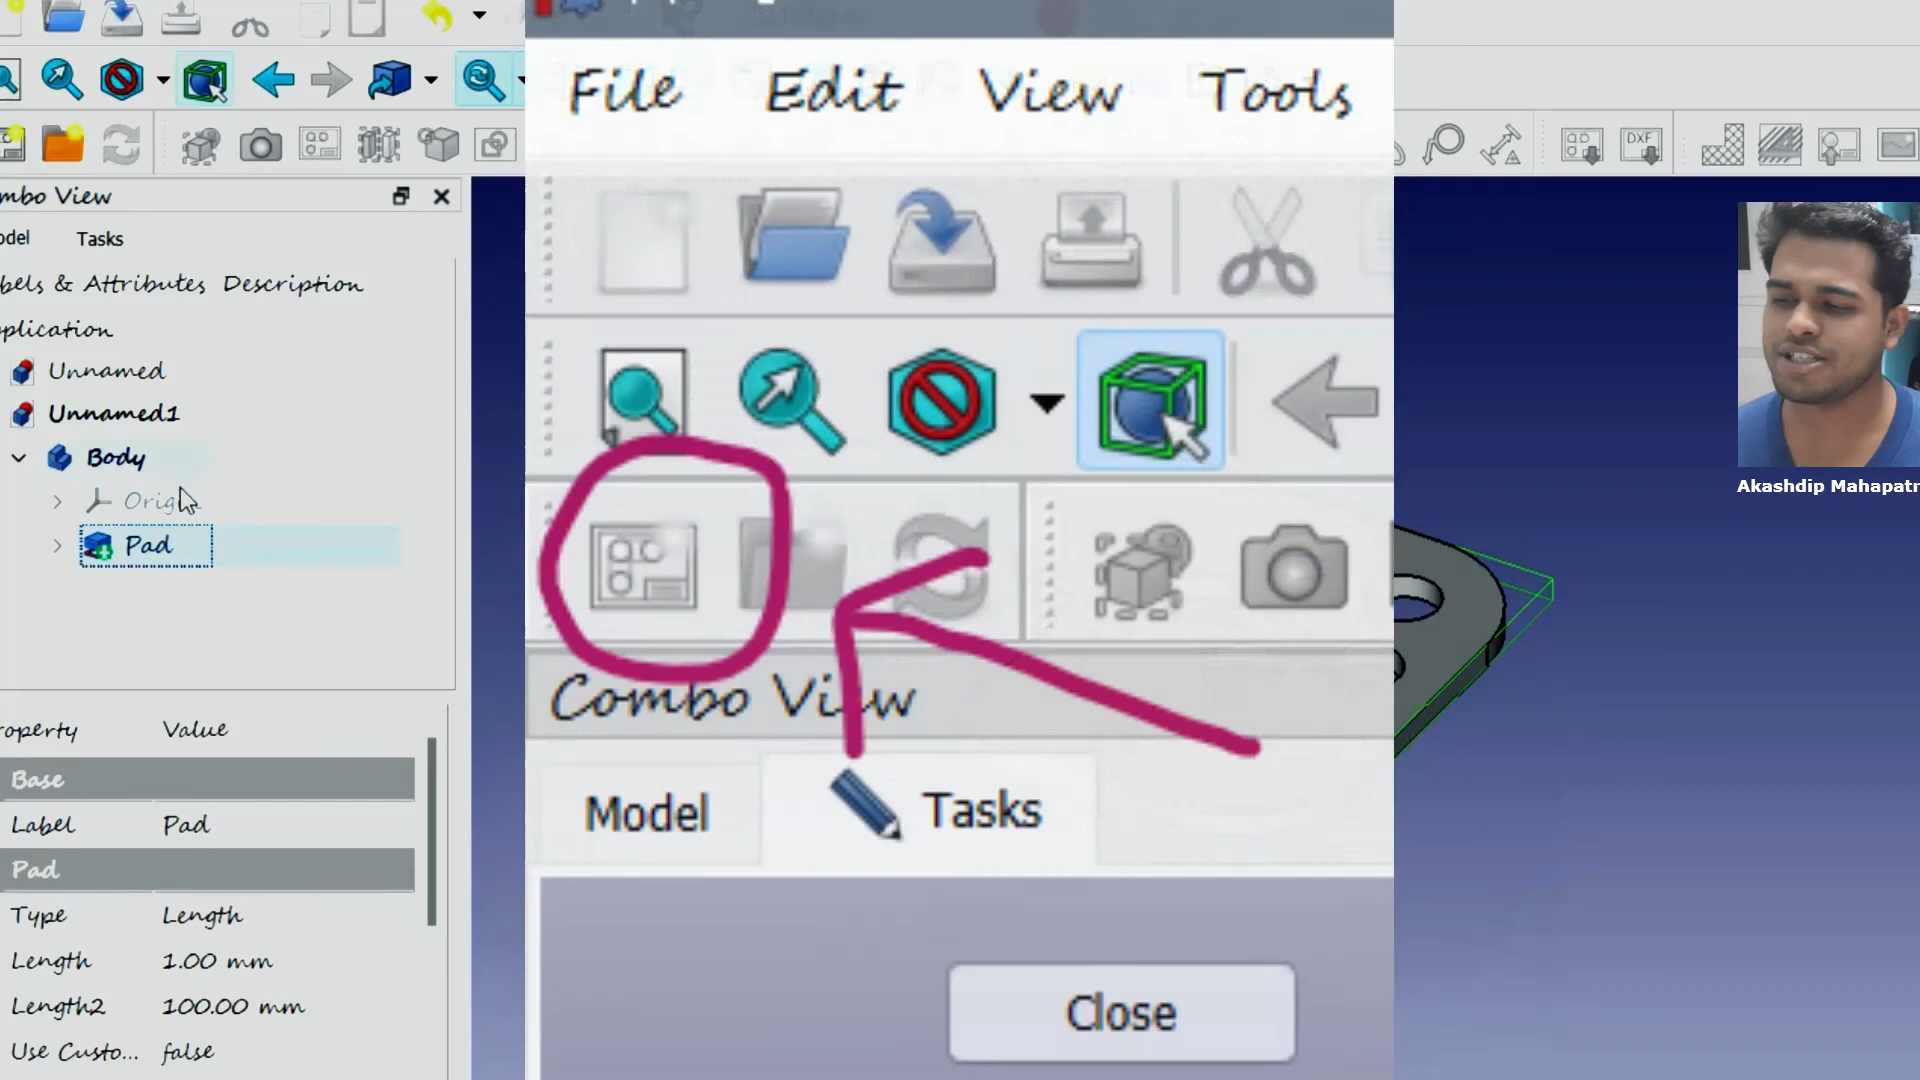 File Edit View Tools
DXF
mbo View
odel Tasks
bels & Attributes Description
plication
Unnamed
Unnamed1
Body
Pad
operty Value
Base
Label Pad
Pad
Type Length
Length 1.00 mm
Length2 100.00 mm
Use Custo... false
Combo View
Model Tasks
Close
Akashdip Mahapatr